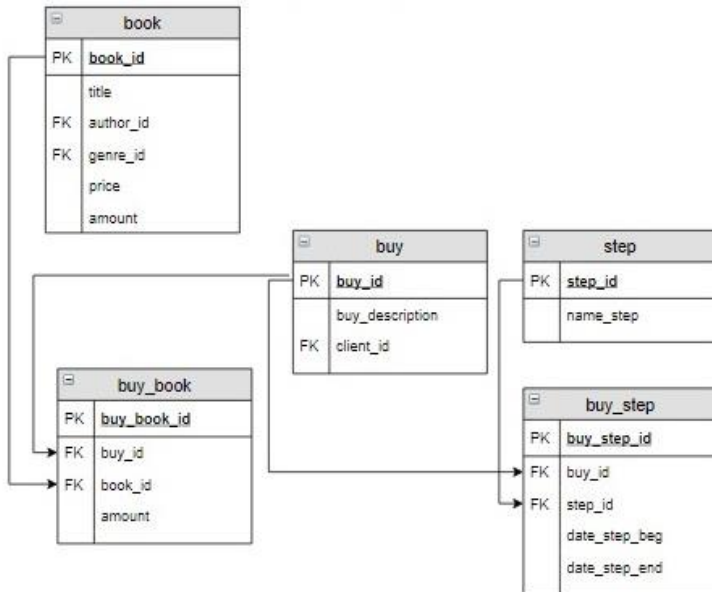 book
PK book_id
title
FK author_id
FK genre_id
price
amount
buy
PK buy_id
buy_description
FK client_id
step
PK step_id
name_step
buy_book
PK buy_book_id
FK buy_id
FK book_id
amount
buy_step
PK buy_step_id
FK buy_id
FK step_id
date_step_beg
date_step_end